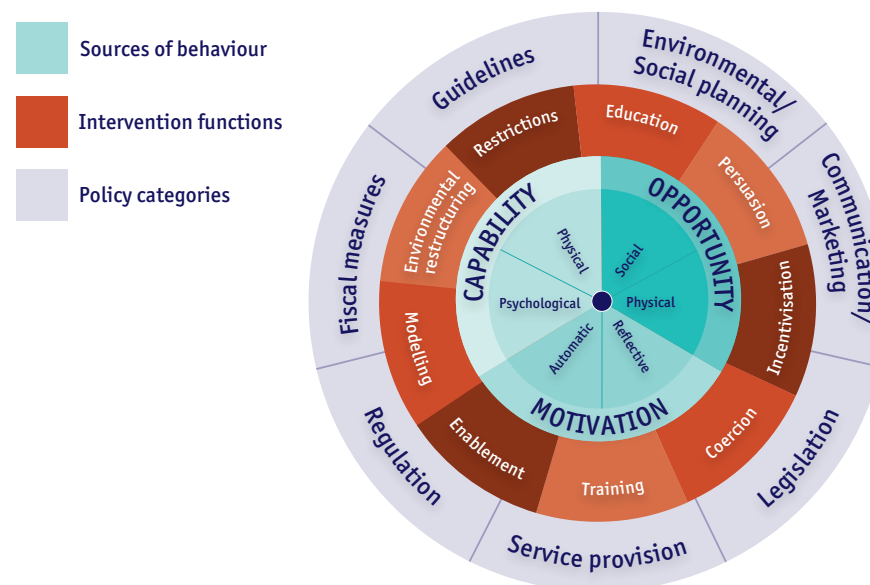 Sources of behaviour
Intervention functions
Policy categories
Guidelines
Environmental/
Social planning
Communication/
Marketing
Legislation
Service provision
Regulation
Fiscal measures
Restrictions
Education
Persuasion
Incentivisation
Coercion
Training
Enablement
Modelling
Environmental
restructuring
CAPABILITY
OPPORTUNITY
MOTIVATION
Physical
Social
Psychological
Physical
Automatic
Reflective